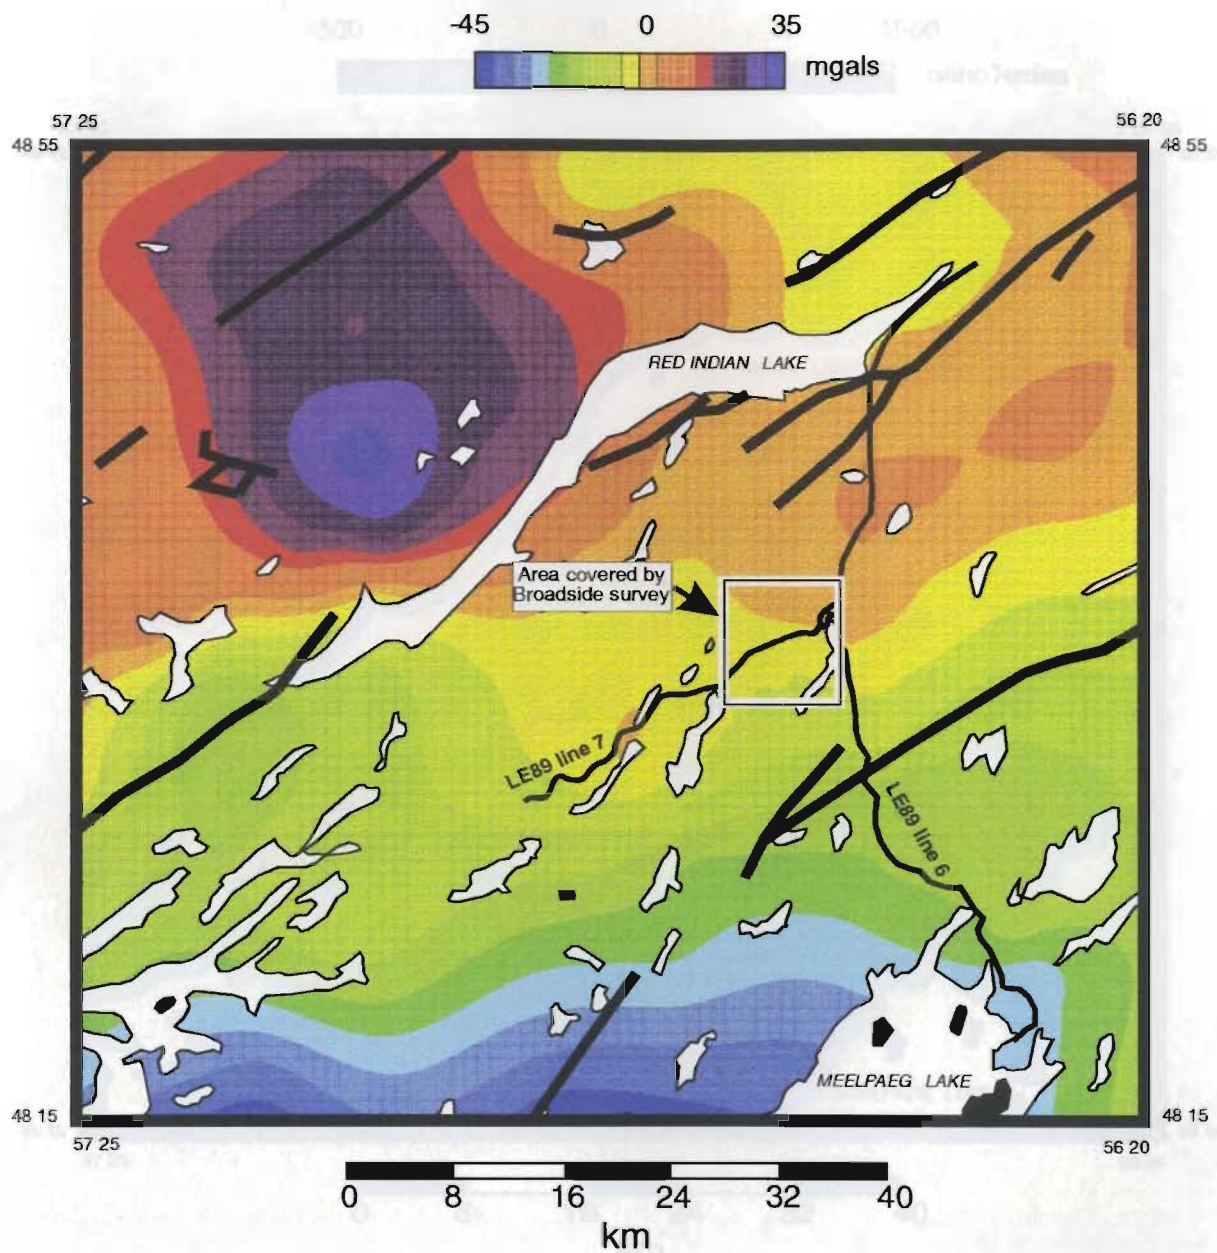 -45 0 35
mgals
57 25 56 20
48 55 48 55
RED INDIAN LAKE
Area covered by
Broadside survey
LE89 line 7
LE89 line 6
MEELPAEG LAKE
48 15 48 15
57 25 56 20
0 8 16 24 32 40
km